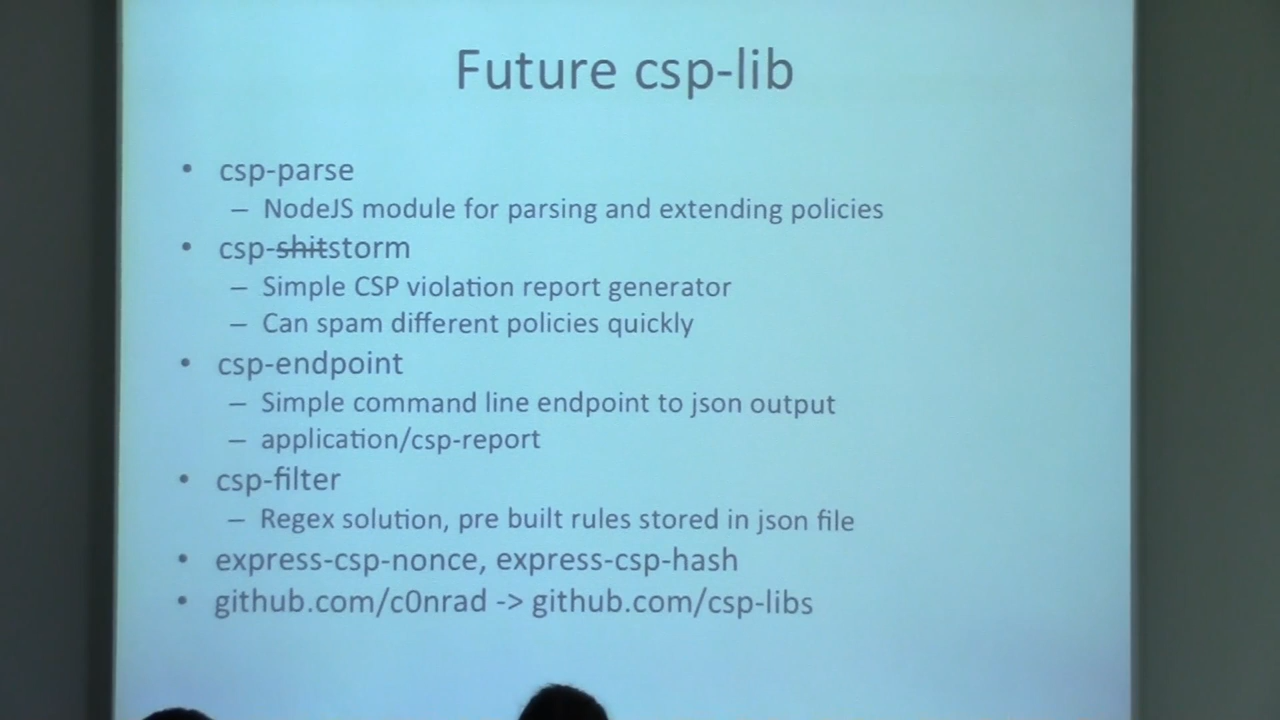 Future csp-lib
• csp-parse
– NodeJS module for parsing and extending policies
• csp-shitstorm
– Simple CSP violation report generator
– Can spam different policies quickly
• csp-endpoint
– Simple command line endpoint to json output
– application/csp-report
• csp-filter
– Regex solution, pre built rules stored in json file
• express-csp-nonce, express-csp-hash
• github.com/c0nrad -> github.com/csp-libs